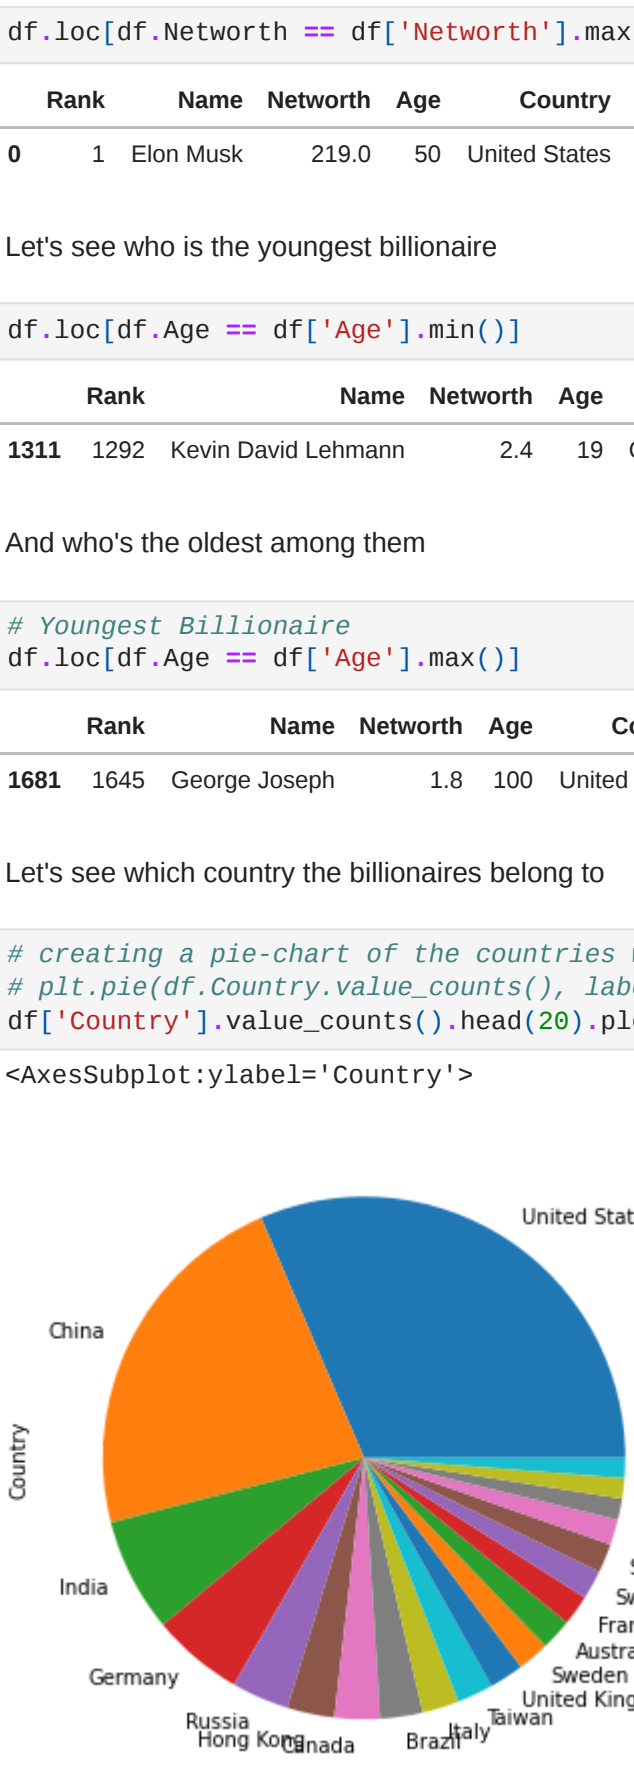 df.loc[df.Networth == df['Networth'].max
Rank Name Networth Age Country
0 1 Elon Musk 219.0 50 United States
Let's see who is the youngest billionaire
df.loc[df.Age == df['Age'].min()]
Rank Name Networth Age
1311 1292 Kevin David Lehmann 2.4 19
And who's the oldest among them
# Youngest Billionaire
df.loc[df.Age == df['Age'].max()]
Rank Name Networth Age Co
1681 1645 George Joseph 1.8 100 United
Let's see which country the billionaires belong to
# creating a pie-chart of the countries
# plt.pie(df.Country.value_counts(), lab
df['Country'].value_counts().head(20).pl
<AxesSubplot:ylabel='Country'>
United Stat
China
Country
India
Germany
Russia
Hong Kong
Canada
Brazil
Italy
Taiwan
United King
Sweden
Austra
Fran
Sw
S